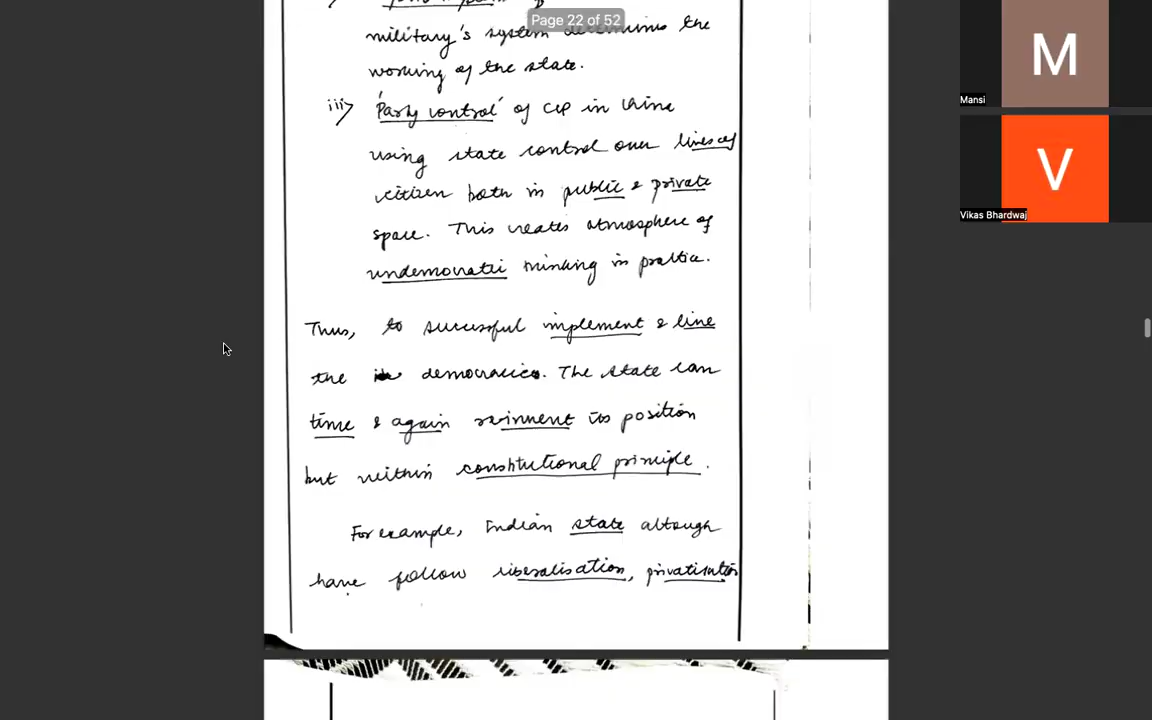 Page 22 of 52
military's system determines the
working of the state.
iii) 'Party control' of CCP in China
using state control over lives of
citizen both in public & private
space. This creates atmosphere of
undemocratic thinking in practice.
Thus, to successful implement & line
the democracies. The state can
time & again reinvent its position
but within constitutional principle.
For example, Indian state althugh
have follow liberalisation, privatisation
M
Mansi
V
Vikas Bhardwaj